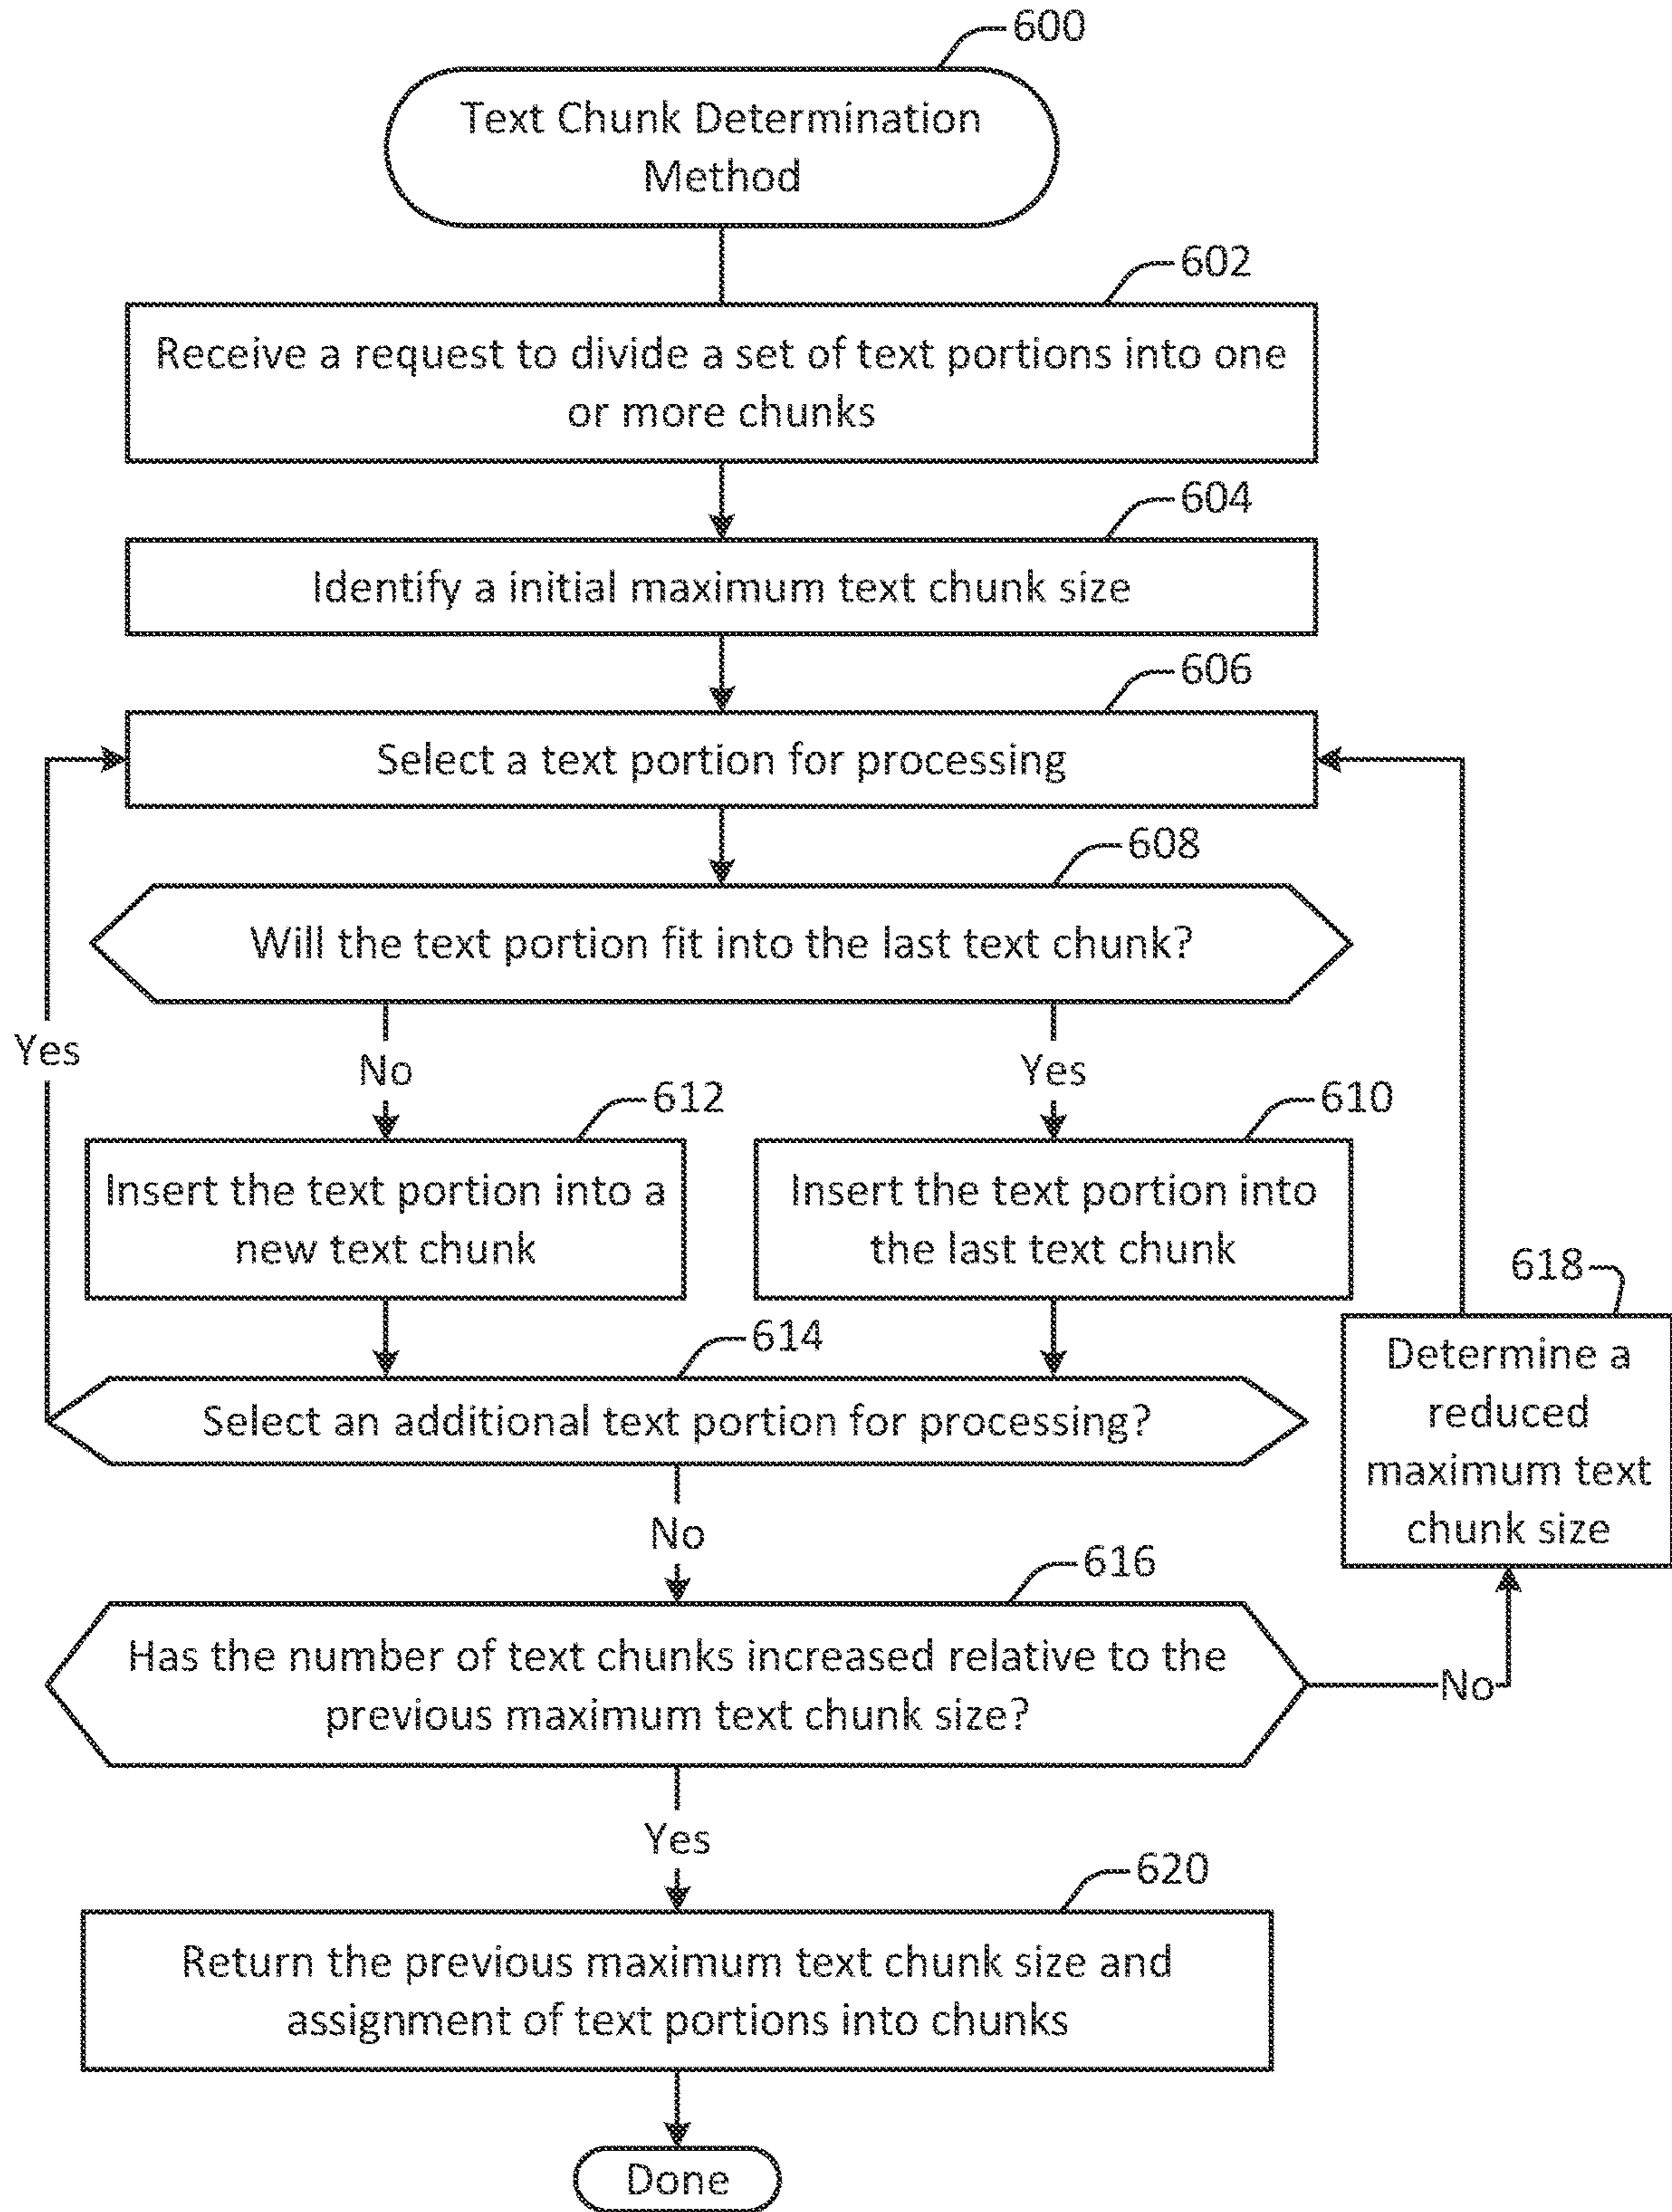 600
Text Chunk Determination
Method
602
Receive a request to divide a set of text portions into one
or more chunks
604
Identify a initial maximum text chunk size
606
Select a text portion for processing
608
Will the text portion fit into the last text chunk?
Yes
No
Yes
612
610
Insert the text portion into a
new text chunk
Insert the text portion into
the last text chunk
618
Determine a
reduced
maximum text
chunk size
614
Select an additional text portion for processing?
No
616
Has the number of text chunks increased relative to the
previous maximum text chunk size?
No
Yes
620
Return the previous maximum text chunk size and
assignment of text portions into chunks
Done